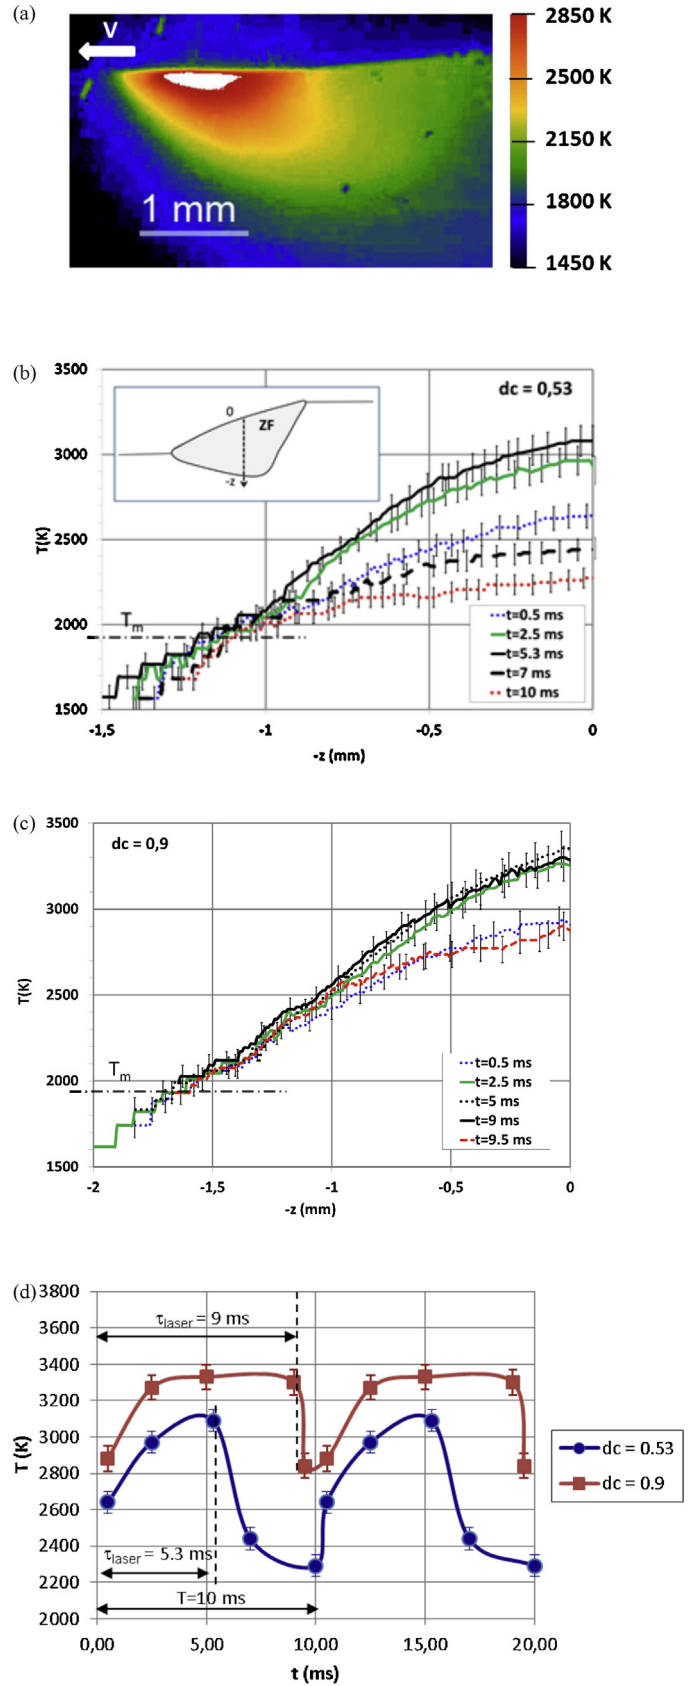 (a)
v
1 mm
2850 K
2500 K
2150 K
1800 K
1450 K
(b)
3500
3000
2500
2000
1500
T(K)
dc = 0,53
0
ZF
-z
Tm
t=0.5 ms
t=2.5 ms
t=5.3 ms
t=7 ms
t=10 ms
-1,5
-1
-0,5
0
-z (mm)
(c)
3500
3000
2500
2000
1500
T(K)
dc = 0,9
Tm
t=0.5 ms
t=2.5 ms
t=5 ms
t=9 ms
t=9.5 ms
-2
-1,5
-1
-0,5
0
-z (mm)
(d)
3800
3600
3400
3200
3000
2800
2600
2400
2200
2000
T (K)
τlaser = 9 ms
τlaser = 5.3 ms
T=10 ms
dc = 0.53
dc = 0.9
0,00
5,00
10,00
15,00
20,00
t (ms)